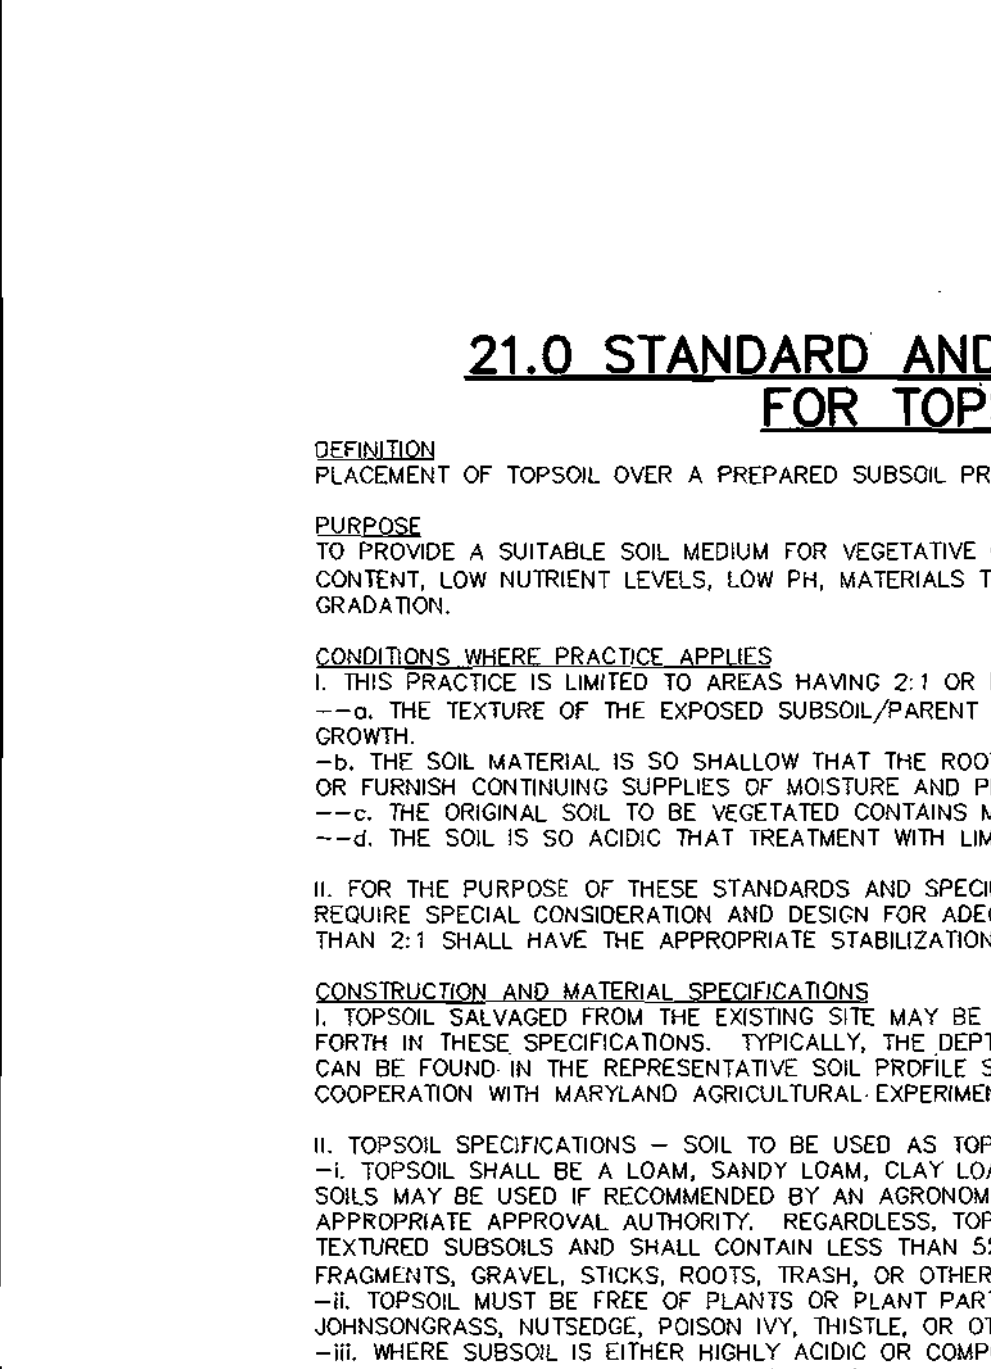 21.0 STANDARD AND
FOR TOPS
DEFINITION
PLACEMENT OF TOPSOIL OVER A PREPARED SUBSOIL PR
PURPOSE
TO PROVIDE A SUITABLE SOIL MEDIUM FOR VEGETATIVE
CONTENT, LOW NUTRIENT LEVELS, LOW PH, MATERIALS T
GRADATION.
CONDITIONS WHERE PRACTICE APPLIES
I. THIS PRACTICE IS LIMITED TO AREAS HAVING 2:1 OR
--a. THE TEXTURE OF THE EXPOSED SUBSOIL/PARENT
GROWTH.
-b. THE SOIL MATERIAL IS SO SHALLOW THAT THE ROO
OR FURNISH CONTINUING SUPPLIES OF MOISTURE AND P
--c. THE ORIGINAL SOIL TO BE VEGETATED CONTAINS M
--d. THE SOIL IS SO ACIDIC THAT TREATMENT WITH LIM
II. FOR THE PURPOSE OF THESE STANDARDS AND SPECI
REQUIRE SPECIAL CONSIDERATION AND DESIGN FOR ADE
THAN 2:1 SHALL HAVE THE APPROPRIATE STABILIZATION
CONSTRUCTION AND MATERIAL SPECIFICATIONS
I. TOPSOIL SALVAGED FROM THE EXISTING SITE MAY BE
FORTH IN THESE SPECIFICATIONS. TYPICALLY, THE DEPT
CAN BE FOUND IN THE REPRESENTATIVE SOIL PROFILE S
COOPERATION WITH MARYLAND AGRICULTURAL EXPERIMEN
II. TOPSOIL SPECIFICATIONS - SOIL TO BE USED AS TOP
-i. TOPSOIL SHALL BE A LOAM, SANDY LOAM, CLAY LOA
SOILS MAY BE USED IF RECOMMENDED BY AN AGRONOM
APPROPRIATE APPROVAL AUTHORITY. REGARDLESS, TOP
TEXTURED SUBSOILS AND SHALL CONTAIN LESS THAN 5
FRAGMENTS, GRAVEL, STICKS, ROOTS, TRASH, OR OTHER
-ii. TOPSOIL MUST BE FREE OF PLANTS OR PLANT PAR
JOHNSONGRASS, NUTSEDGE, POISON IVY, THISTLE, OR OT
-iii. WHERE SUBSOIL IS EITHER HIGHLY ACIDIC OR COMP